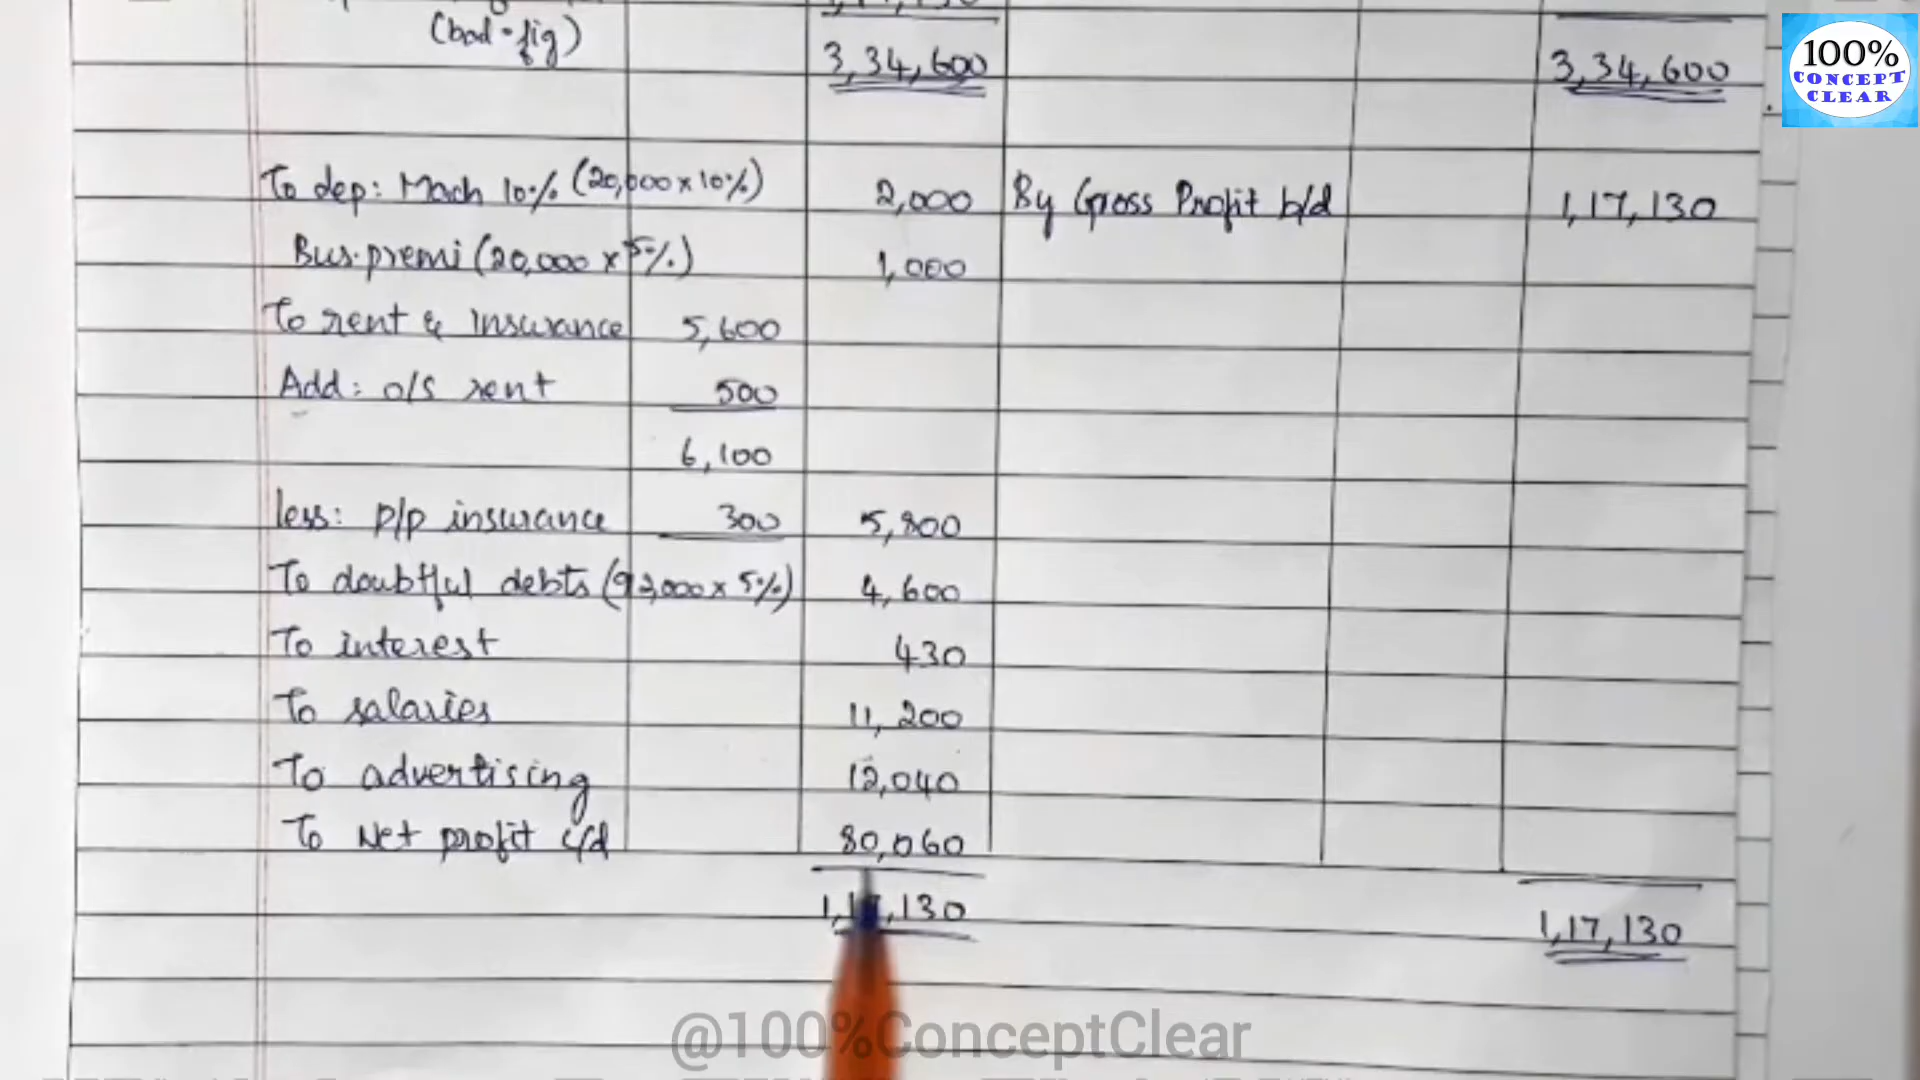 (bad-fig)
3,34,600 3,34,600
100%
CONCEPT
CLEAR
To dep: Mach 10% (20,000 x 10%) 2,000 By Gross Profit b/d 1,17,130
Bus.premi (20,000 x 5%) 1,000
To rent & Insurance 5,600
Add: o/s rent 500
6,100
less: p/p insurance 300 5,800
To doubtful debts (92,000 x 5%) 4,600
To interest 430
To salaries 11,200
To advertising 12,040
To Net profit c/d 80,060
1,17,130 1,17,130
@100%ConceptClear